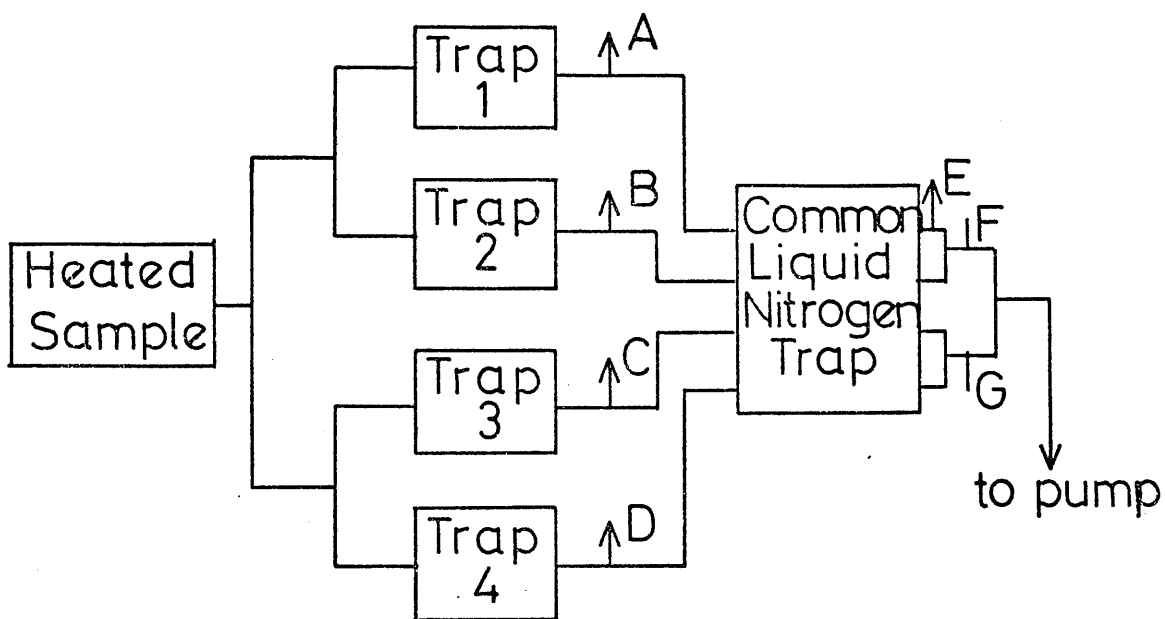 Heated
Sample
Trap
1
A
Trap
2
B
Trap
3
C
Trap
4
D
Common
Liquid
Nitrogen
Trap
E
F
G
to pump